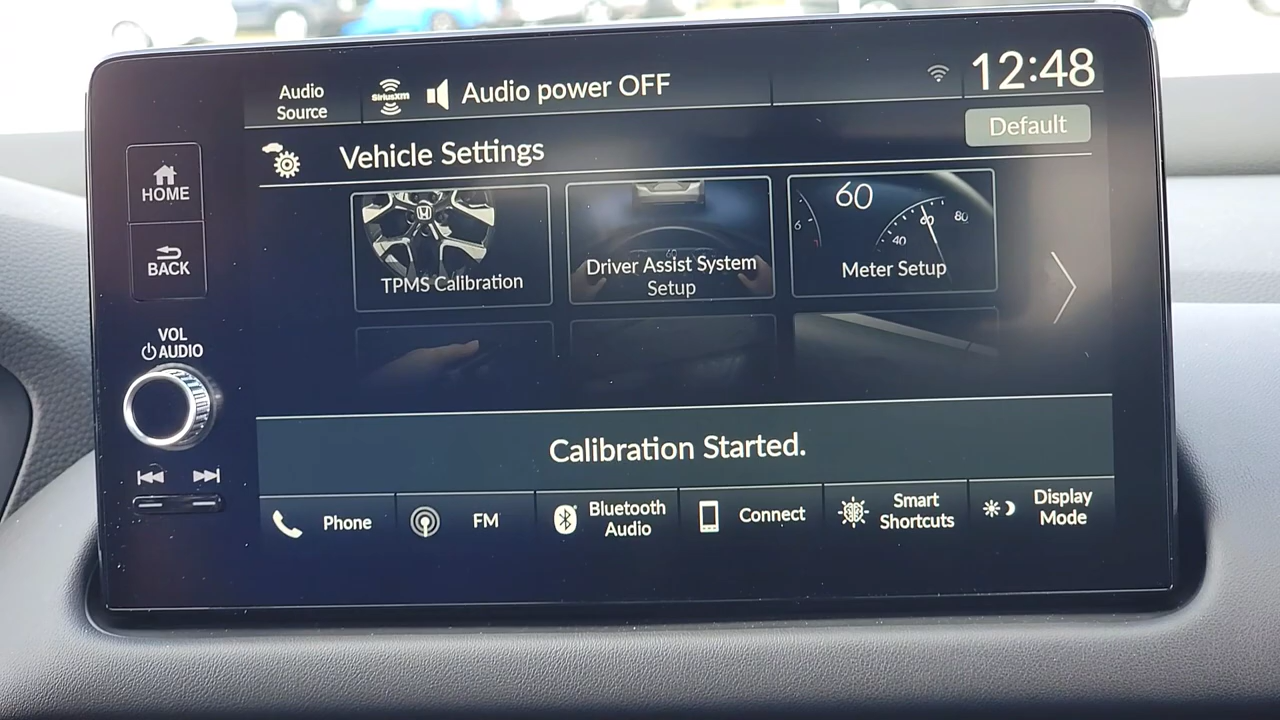 Audio
Source
SiriusXM
Audio power OFF
12:48
Default
Vehicle Settings
HOME
BACK
TPMS Calibration
60
Driver Assist System
Setup
60
6
40
60
80
Meter Setup
VOL
AUDIO
Calibration Started.
Phone
FM
Bluetooth
Audio
Connect
Smart
Shortcuts
Display
Mode